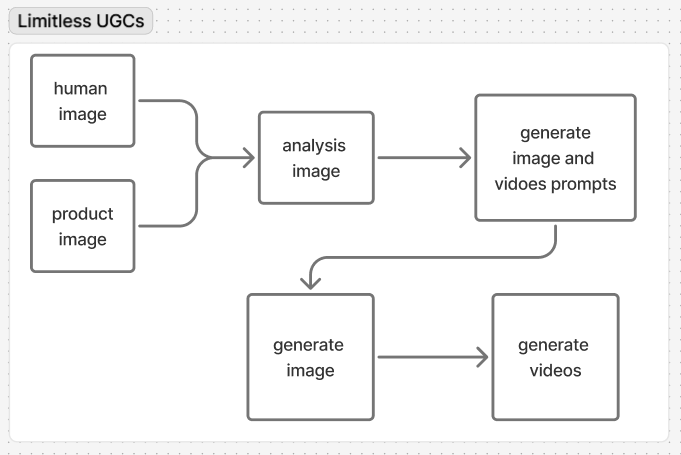 Limitless UGCs
human
image
product
image
analysis
image
generate
image and
vidoes prompts
generate
image
generate
videos